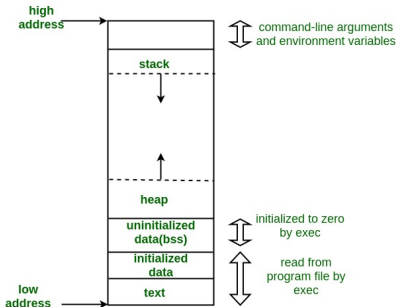 high
address
command-line arguments
and environment variables
stack
heap
uninitialized
data(bss)
initialized to zero
by exec
initialized
data
read from
program file by
exec
text
low
address